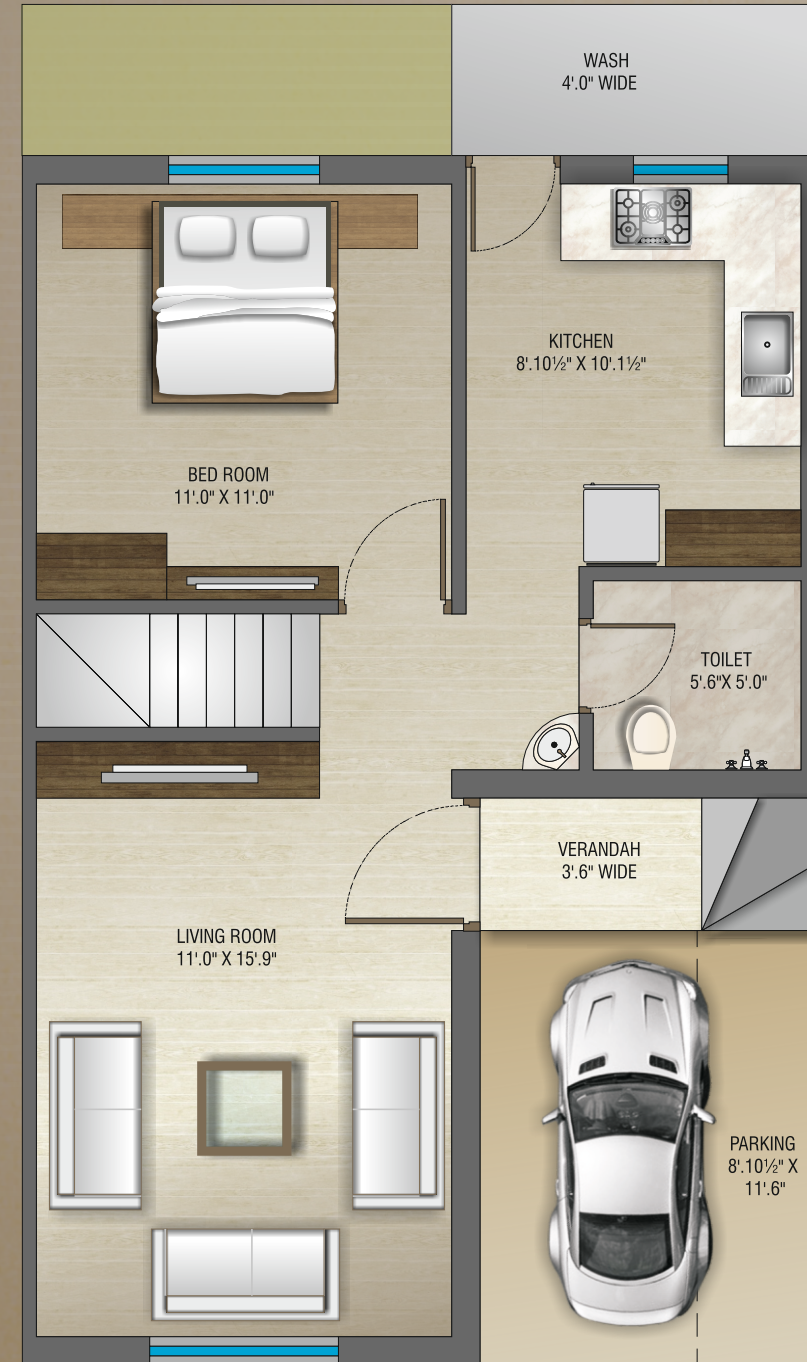 WASH
4'.0" WIDE
KITCHEN
8'.10½" X 10'.1½"
BED ROOM
11'.0" X 11'.0"
TOILET
5'.6"X 5'.0"
VERANDAH
3'.6" WIDE
LIVING ROOM
11'.0" X 15'.9"
PARKING
8'.10½" X
11'.6"